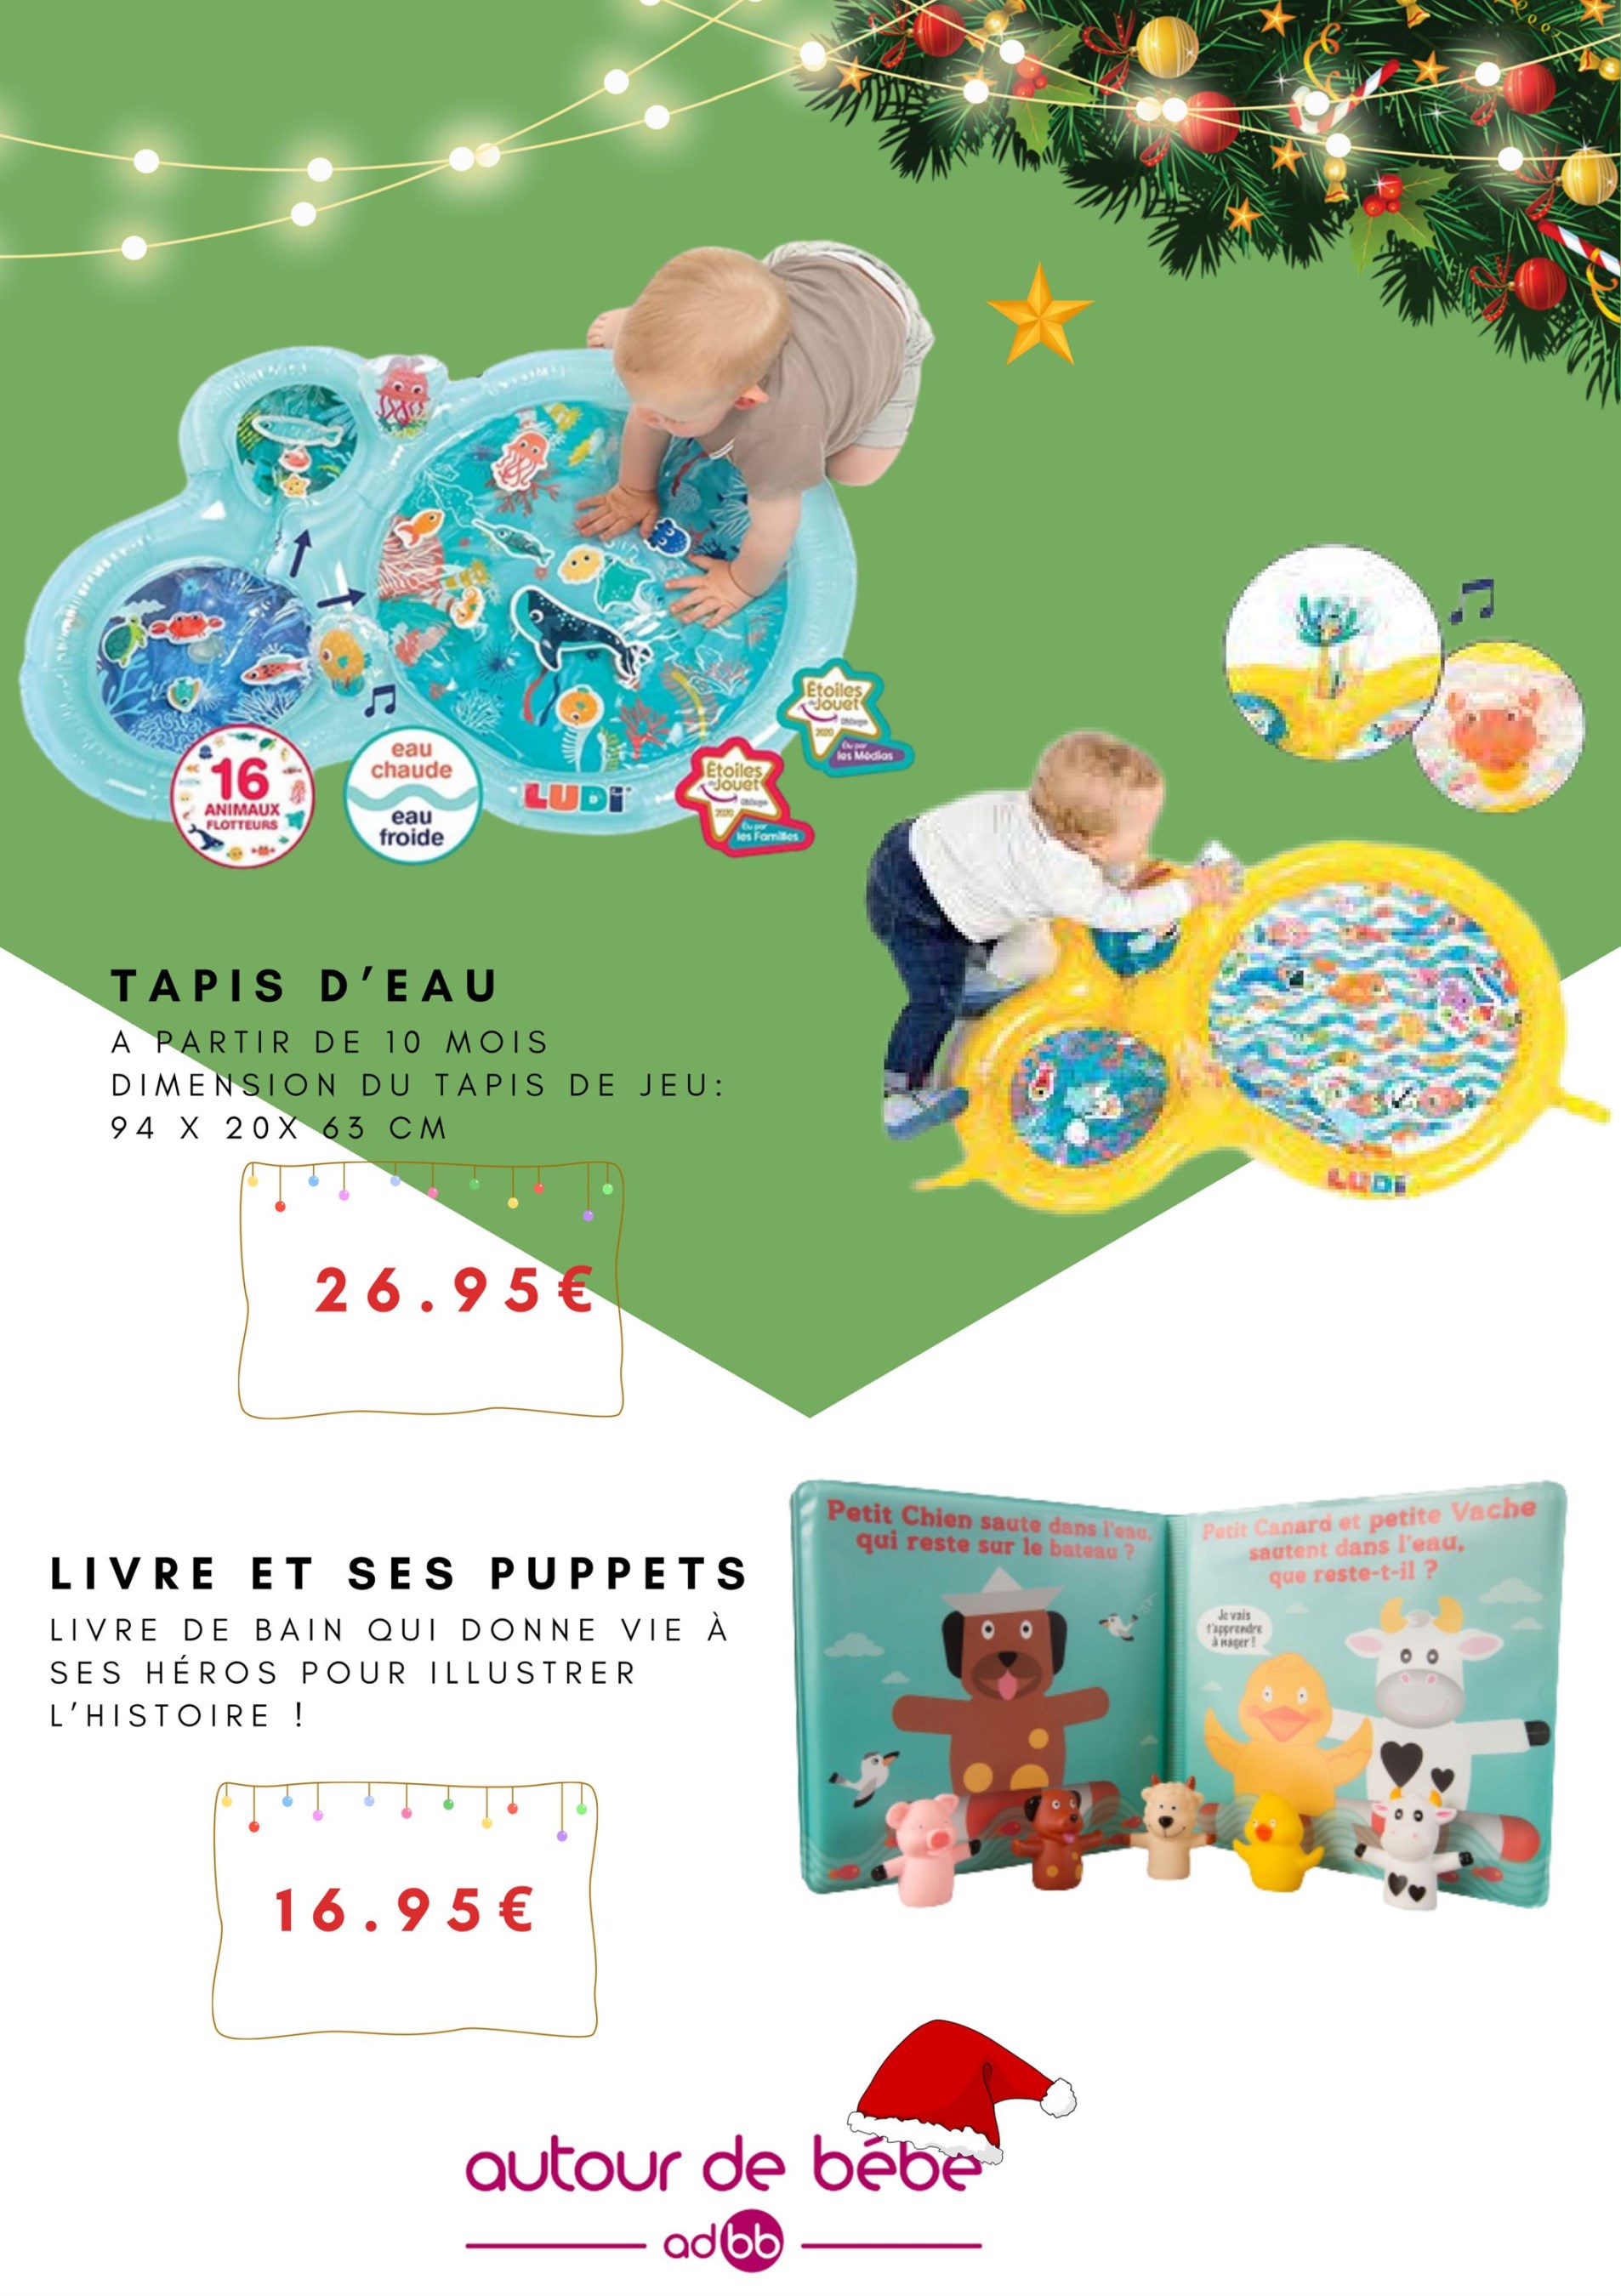 16
ANIMAUX
FLOTTEURS
eau
chaude
eau
froide
LUDI
Etoiles
du Jouet
2020
Élu par
les Familles
Etoiles
du Jouet
2020
Élu par
les Médias
LUDI
TAPIS D'EAU
A PARTIR DE 10 MOIS
DIMENSION DU TAPIS DE JEU:
94 X 20X 63 CM
26.95€
LIVRE ET SES PUPPETS
LIVRE DE BAIN QUI DONNE VIE À
SES HÉROS POUR ILLUSTRER
L'HISTOIRE !
16.95€
Petit Chien saute dans l'eau,
qui reste sur le bateau ?
Petit Canard et petite Vache
sautent dans l'eau,
que reste-t-il ?
Je vais
t'apprendre
à nager !
autour de bébé
adbb